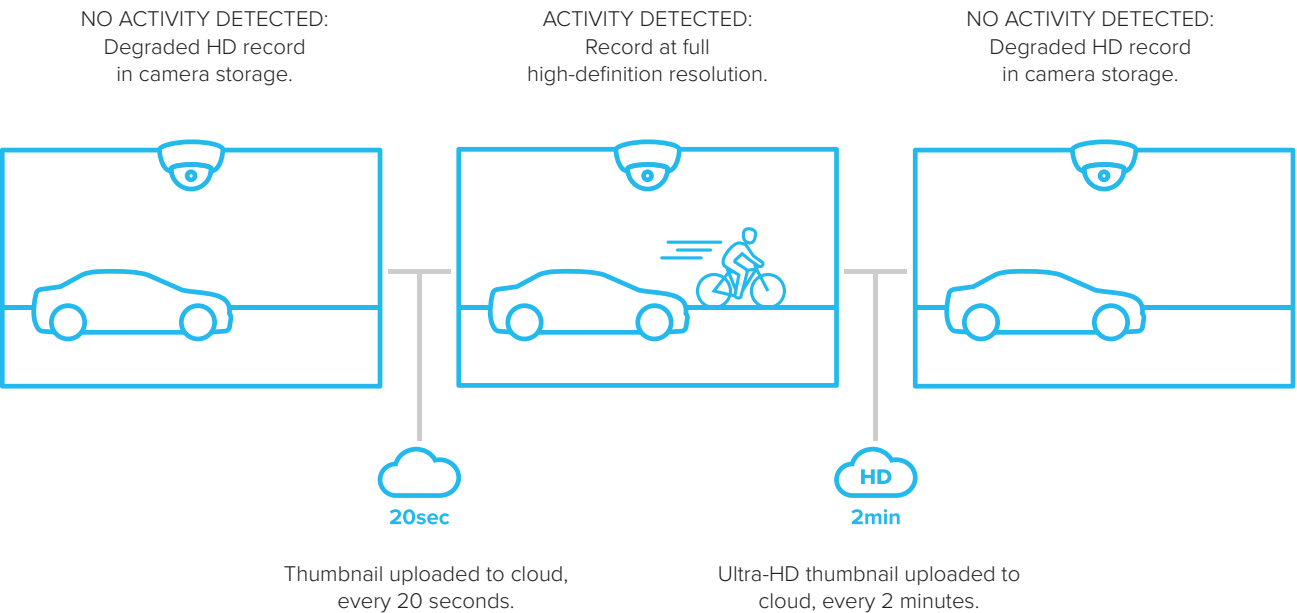 NO ACTIVITY DETECTED:
Degraded HD record
in camera storage.
ACTIVITY DETECTED:
Record at full
high-definition resolution.
NO ACTIVITY DETECTED:
Degraded HD record
in camera storage.
20sec
Thumbnail uploaded to cloud,
every 20 seconds.
HD
2min
Ultra-HD thumbnail uploaded to
cloud, every 2 minutes.